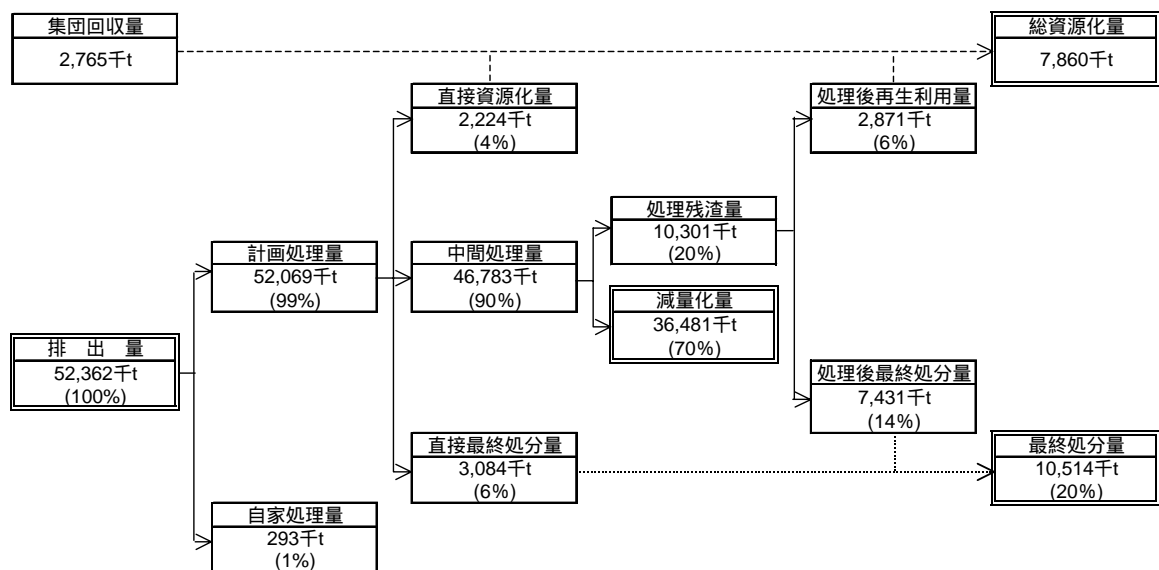 集団回収量
2,765千t
総資源化量
7,860千t
直接資源化量
2,224千t
(4%)
処理後再生利用量
2,871千t
(6%)
処理残渣量
10,301千t
(20%)
計画処理量
52,069千t
(99%)
中間処理量
46,783千t
(90%)
減量化量
36,481千t
(70%)
排 出 量
52,362千t
(100%)
処理後最終処分量
7,431千t
(14%)
直接最終処分量
3,084千t
(6%)
最終処分量
10,514千t
(20%)
自家処理量
293千t
(1%)